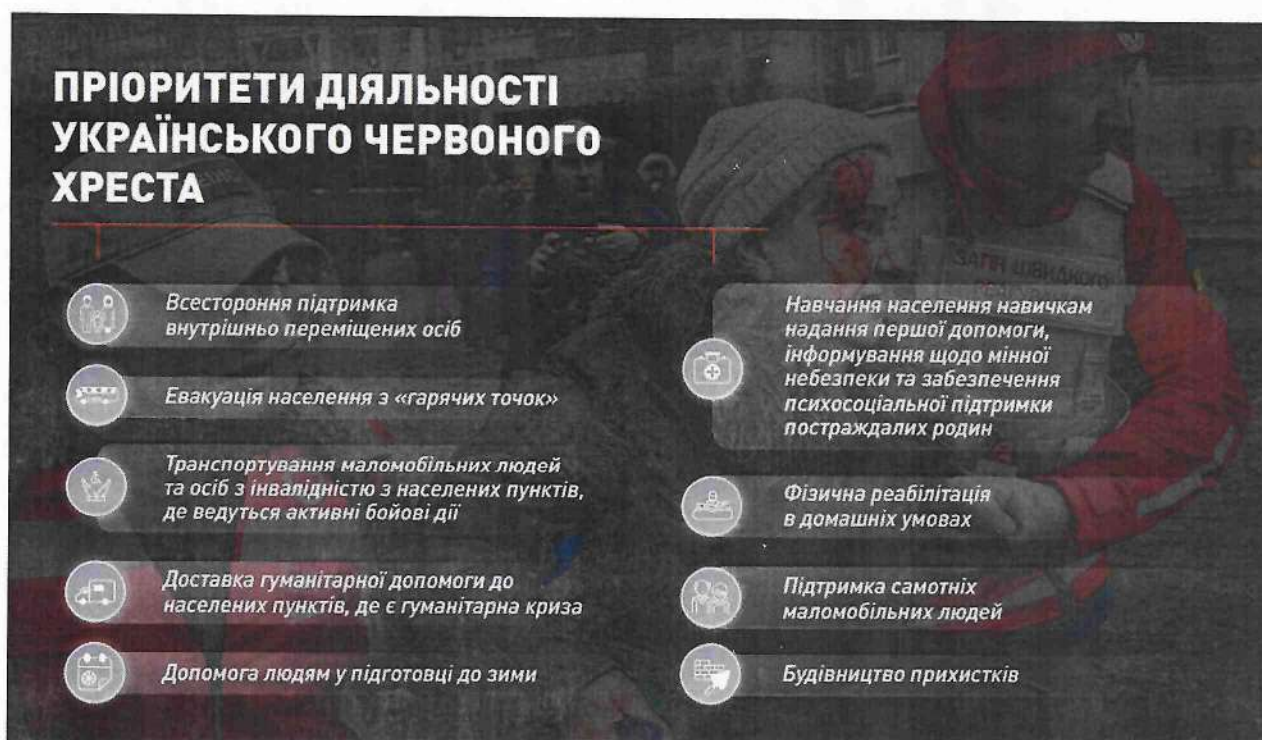 ПРІОРИТЕТИ ДІЯЛЬНОСТІ
УКРАЇНСЬКОГО ЧЕРВОНОГО
ХРЕСТА
Всестороння підтримка
внутрішньо переміщених осіб
Евакуація населення з «гарячих точок»
Транспортування маломобільних людей
та осіб з інвалідністю з населених пунктів,
де ведуться активні бойові дії
Доставка гуманітарної допомоги до
населених пунктів, де є гуманітарна криза
Допомога людям у підготовці до зими
Навчання населення навичкам
надання першої допомоги,
інформування щодо мінної
небезпеки та забезпечення
психосоціальної підтримки
постраждалих родин
Фізична реабілітація
в домашніх умовах
Підтримка самотніх
маломобільних людей
Будівництво прихистків
ЗАГІН ШВИДКОГО